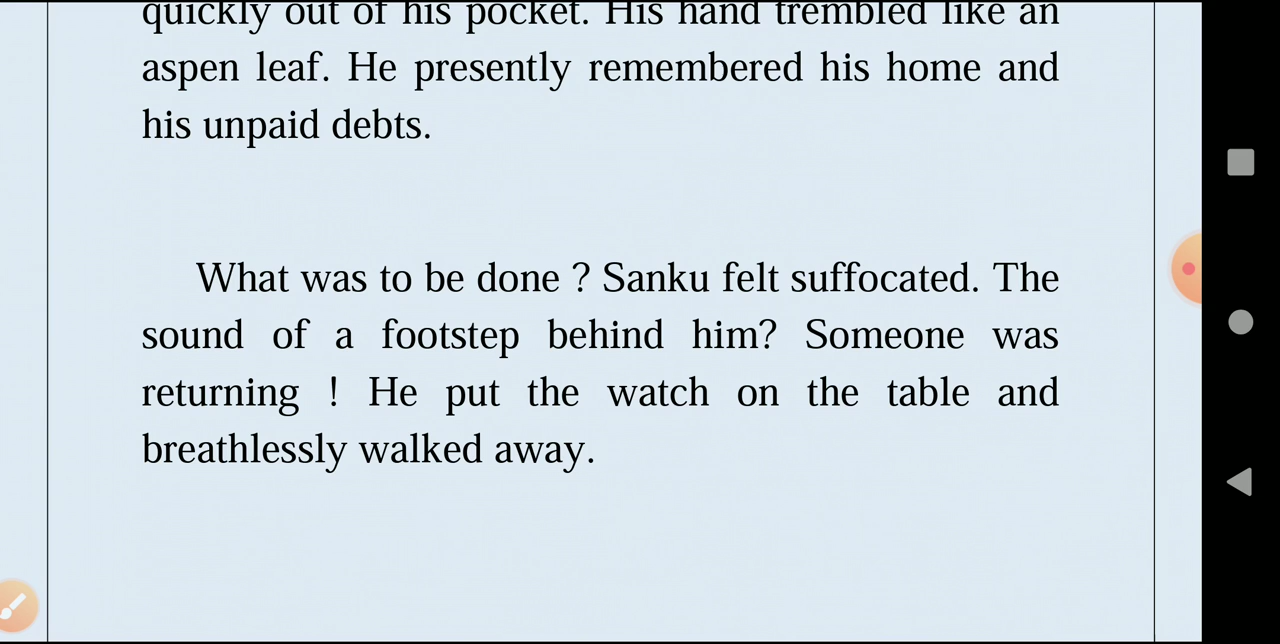 quickly out of his pocket. His hand trembled like an
aspen leaf. He presently remembered his home and
his unpaid debts.
What was to be done ? Sanku felt suffocated. The
sound of a footstep behind him? Someone was
returning ! He put the watch on the table and
breathlessly walked away.